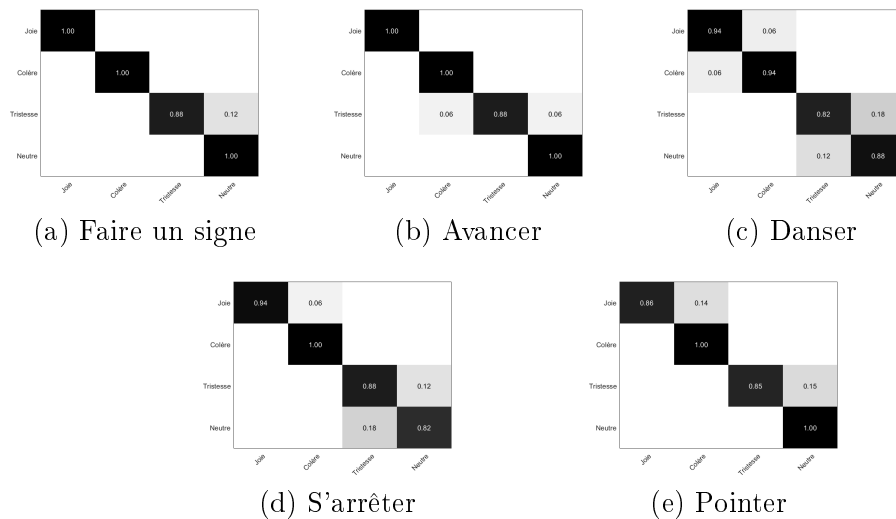 Joie 1.00
Colère 1.00
Tristesse 0.88 0.12
Neutre 1.00
Joie Colère Tristesse Neutre
(a) Faire un signe
Joie 1.00
Colère 1.00
Tristesse 0.06 0.88 0.06
Neutre 1.00
Joie Colère Tristesse Neutre
(b) Avancer
Joie 0.94 0.06
Colère 0.06 0.94
Tristesse 0.82 0.18
Neutre 0.12 0.88
Joie Colère Tristesse Neutre
(c) Danser
Joie 0.94 0.06
Colère 1.00
Tristesse 0.88 0.12
Neutre 0.18 0.82
Joie Colère Tristesse Neutre
(d) S'arrêter
Joie 0.86 0.14
Colère 1.00
Tristesse 0.85 0.15
Neutre 1.00
Joie Colère Tristesse Neutre
(e) Pointer